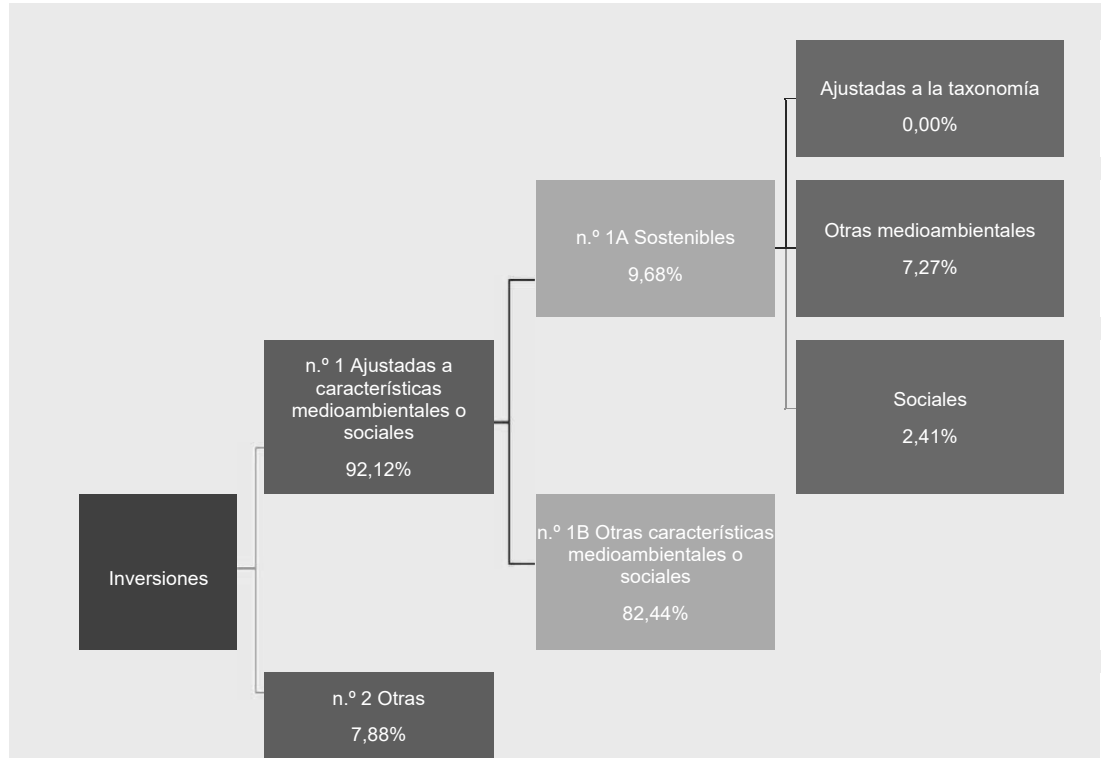 Ajustadas a la taxonomía
0,00%
n.º 1A Sostenibles
9,68%
Otras medioambientales
7,27%
n.º 1 Ajustadas a
características
medioambientales o
sociales
92,12%
Sociales
2,41%
Inversiones
n.º 1B Otras características
medioambientales o
sociales
82,44%
n.º 2 Otras
7,88%